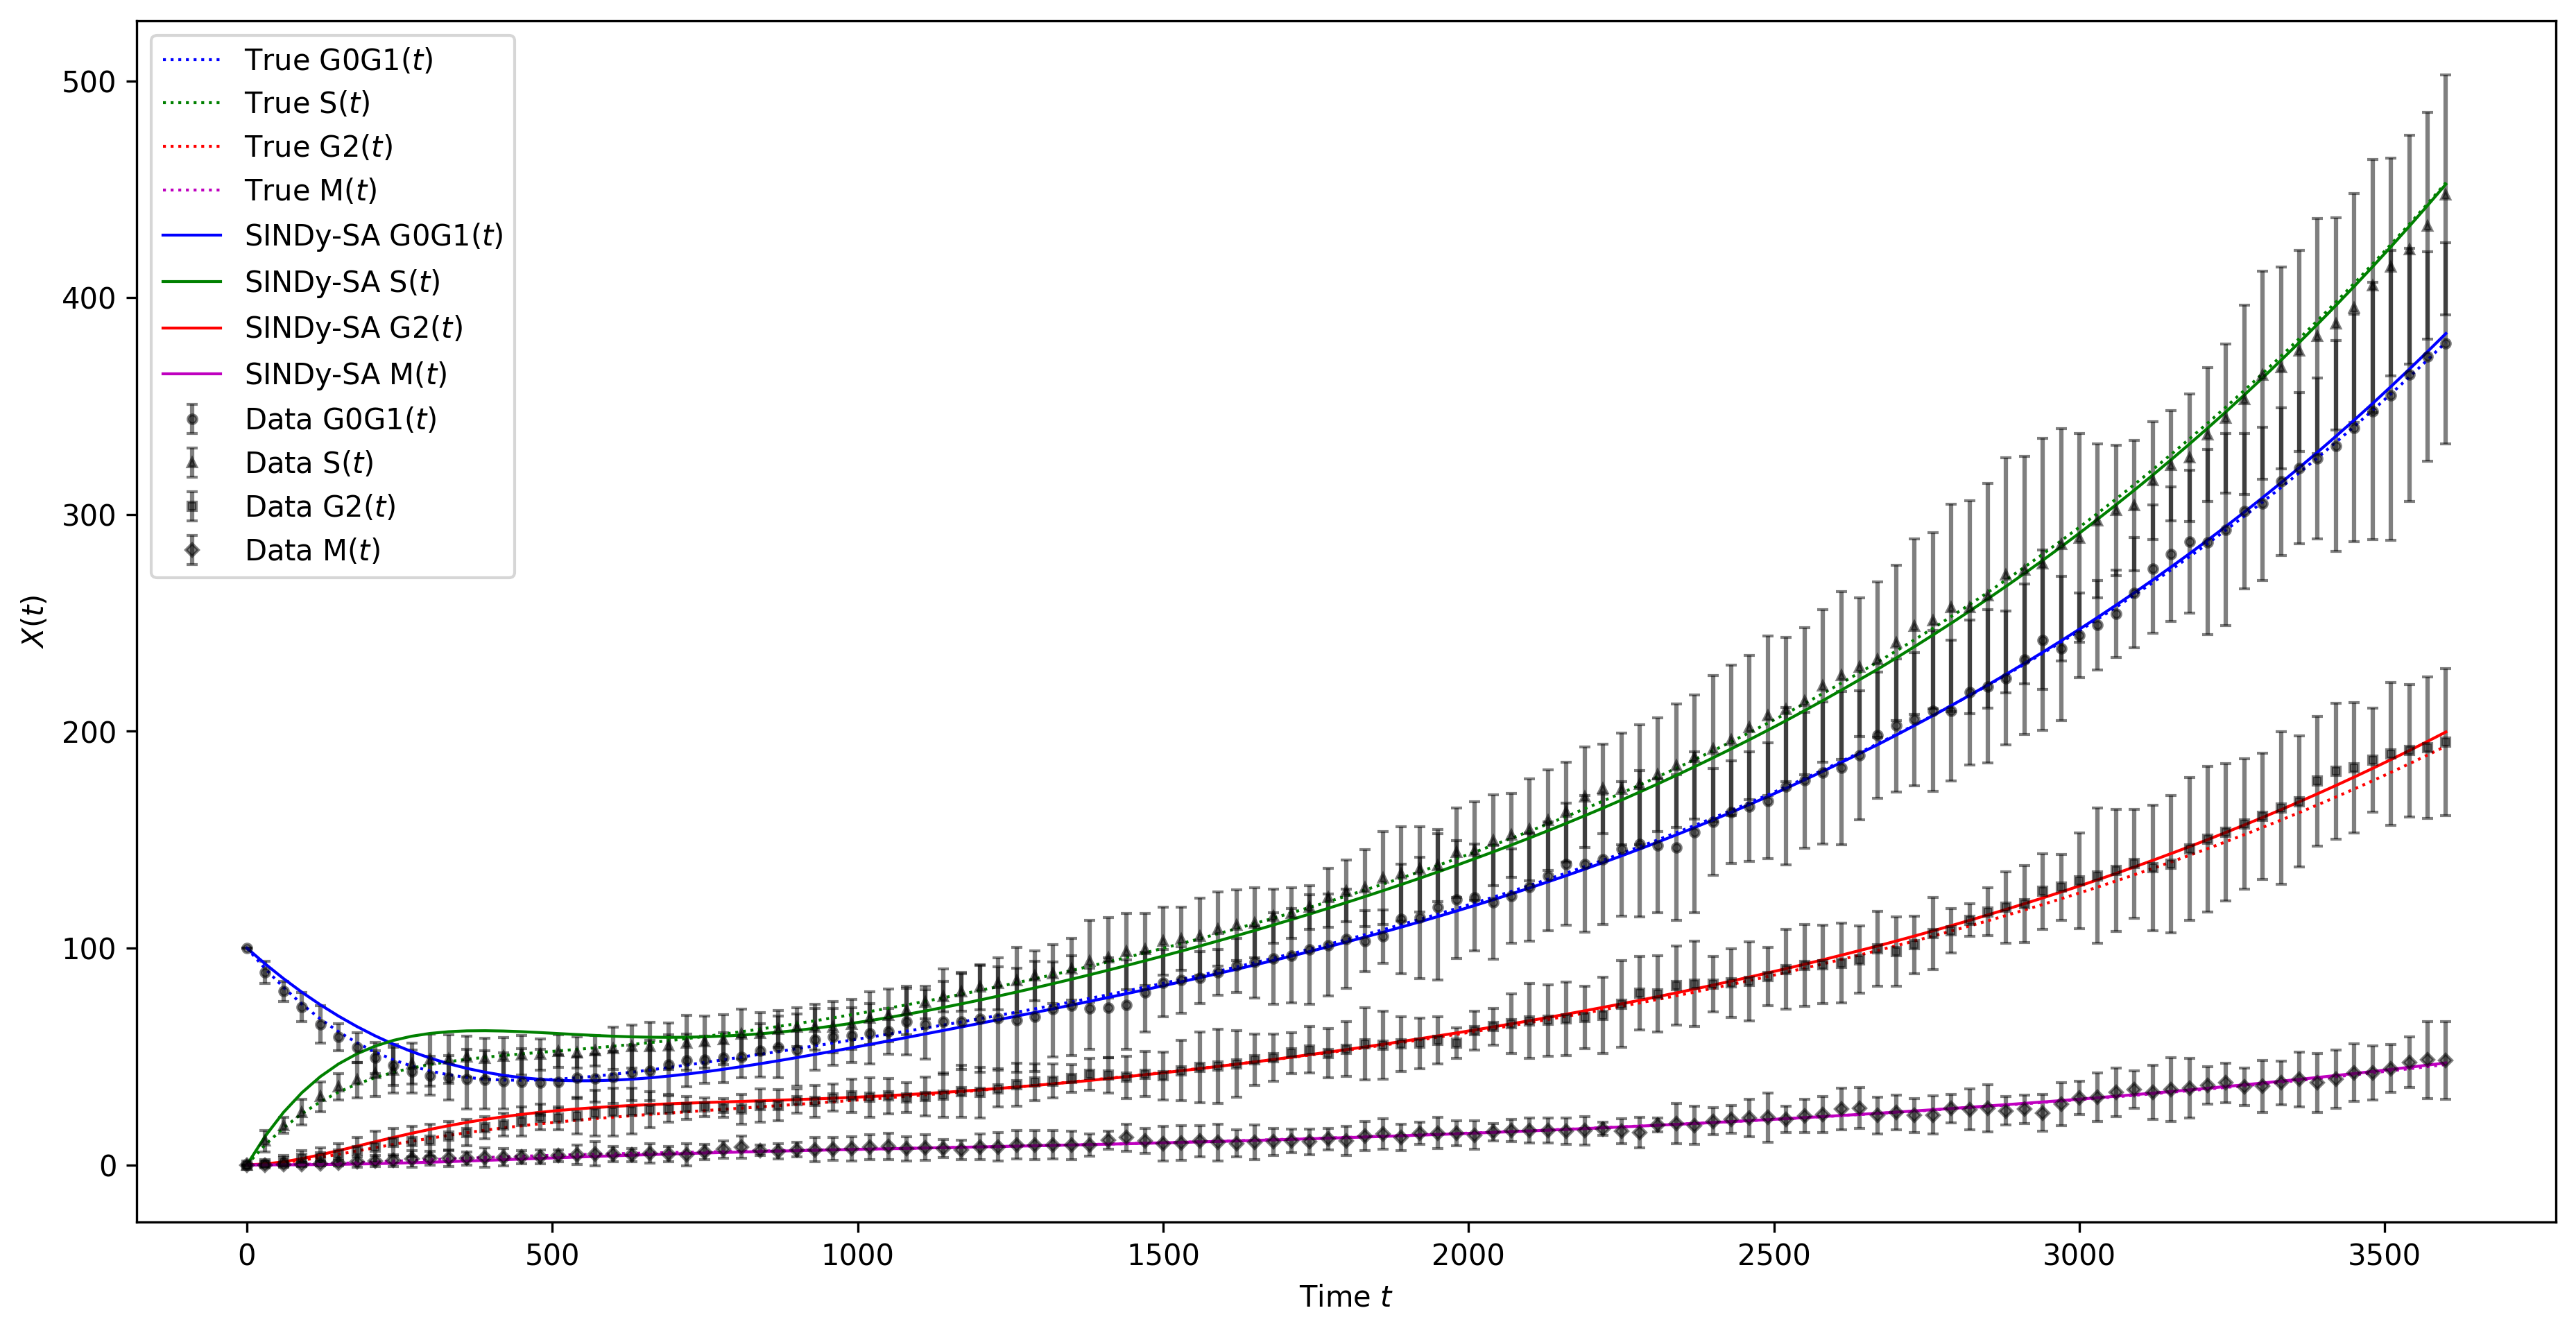 True G0G1(t)
True S(t)
True G2(t)
True M(t)
SINDy-SA G0G1(t)
SINDy-SA S(t)
SINDy-SA G2(t)
SINDy-SA M(t)
Data G0G1(t)
Data S(t)
Data G2(t)
Data M(t)
500
400
300
200
100
0
X(t)
0 500 1000 1500 2000 2500 3000 3500
Time t